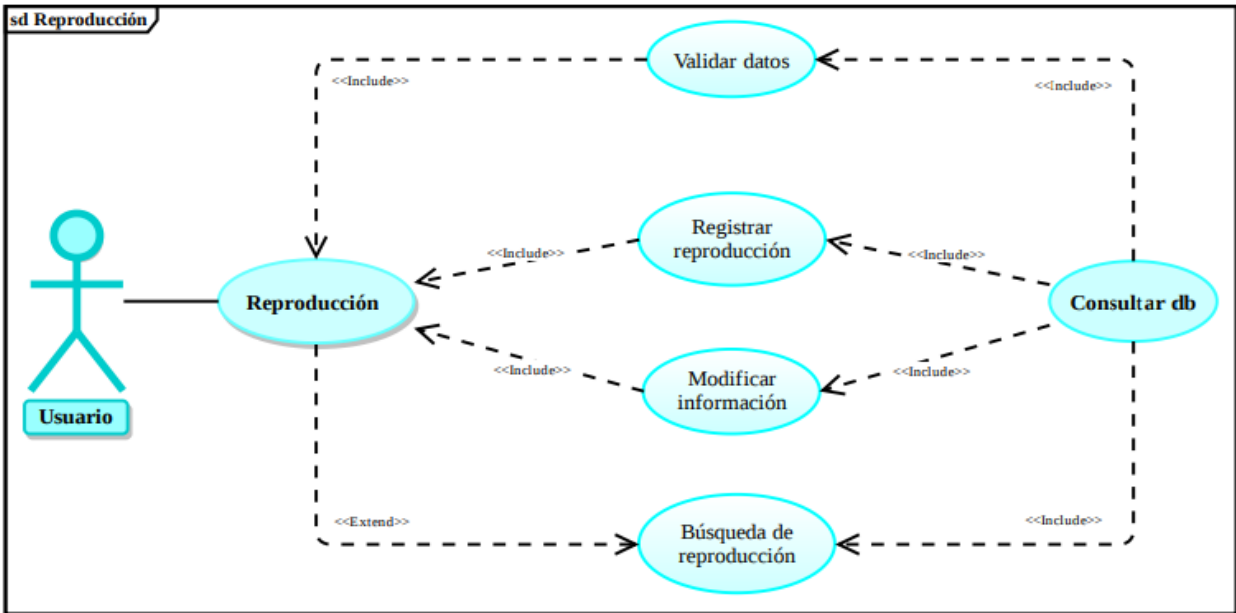 sd Reproducción
Validar datos
<<Include>>
<<Include>>
Registrar
reproducción
<<Include>>
<<Include>>
Reproducción
Consultar db
<<Include>>
<<Include>>
Modificar
información
Usuario
<<Extend>>
<<Include>>
Búsqueda de
reproducción